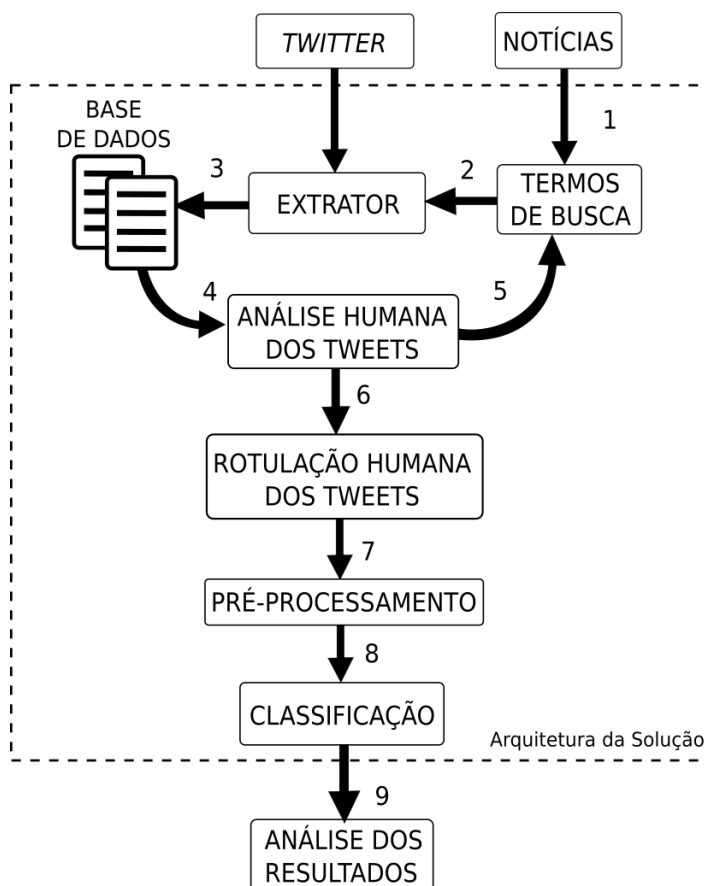 TWITTER
NOTÍCIAS
1
BASE
DE DADOS
3
EXTRATOR
2
TERMOS
DE BUSCA
4
ANÁLISE HUMANA
DOS TWEETS
5
6
ROTULAÇÃO HUMANA
DOS TWEETS
7
PRÉ-PROCESSAMENTO
8
CLASSIFICAÇÃO
Arquitetura da Solução
9
ANÁLISE DOS
RESULTADOS